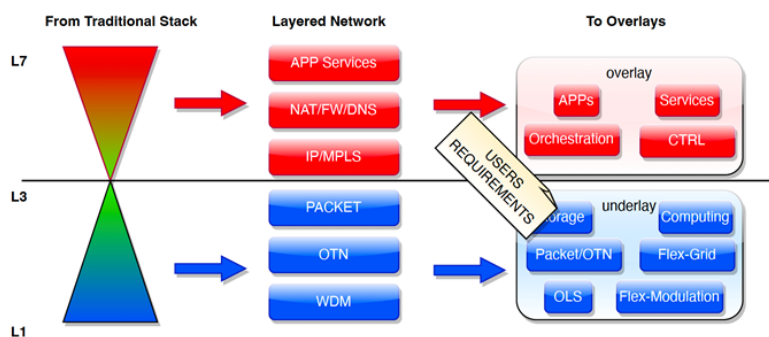 From Traditional Stack
Layered Network
To Overlays
L7
APP Services
NAT/FW/DNS
IP/MPLS
overlay
APPs
Services
Orchestration
CTRL
USERS
REQUIREMENTS
L3
PACKET
OTN
WDM
underlay
orage
Computing
Packet/OTN
Flex-Grid
OLS
Flex-Modulation
L1